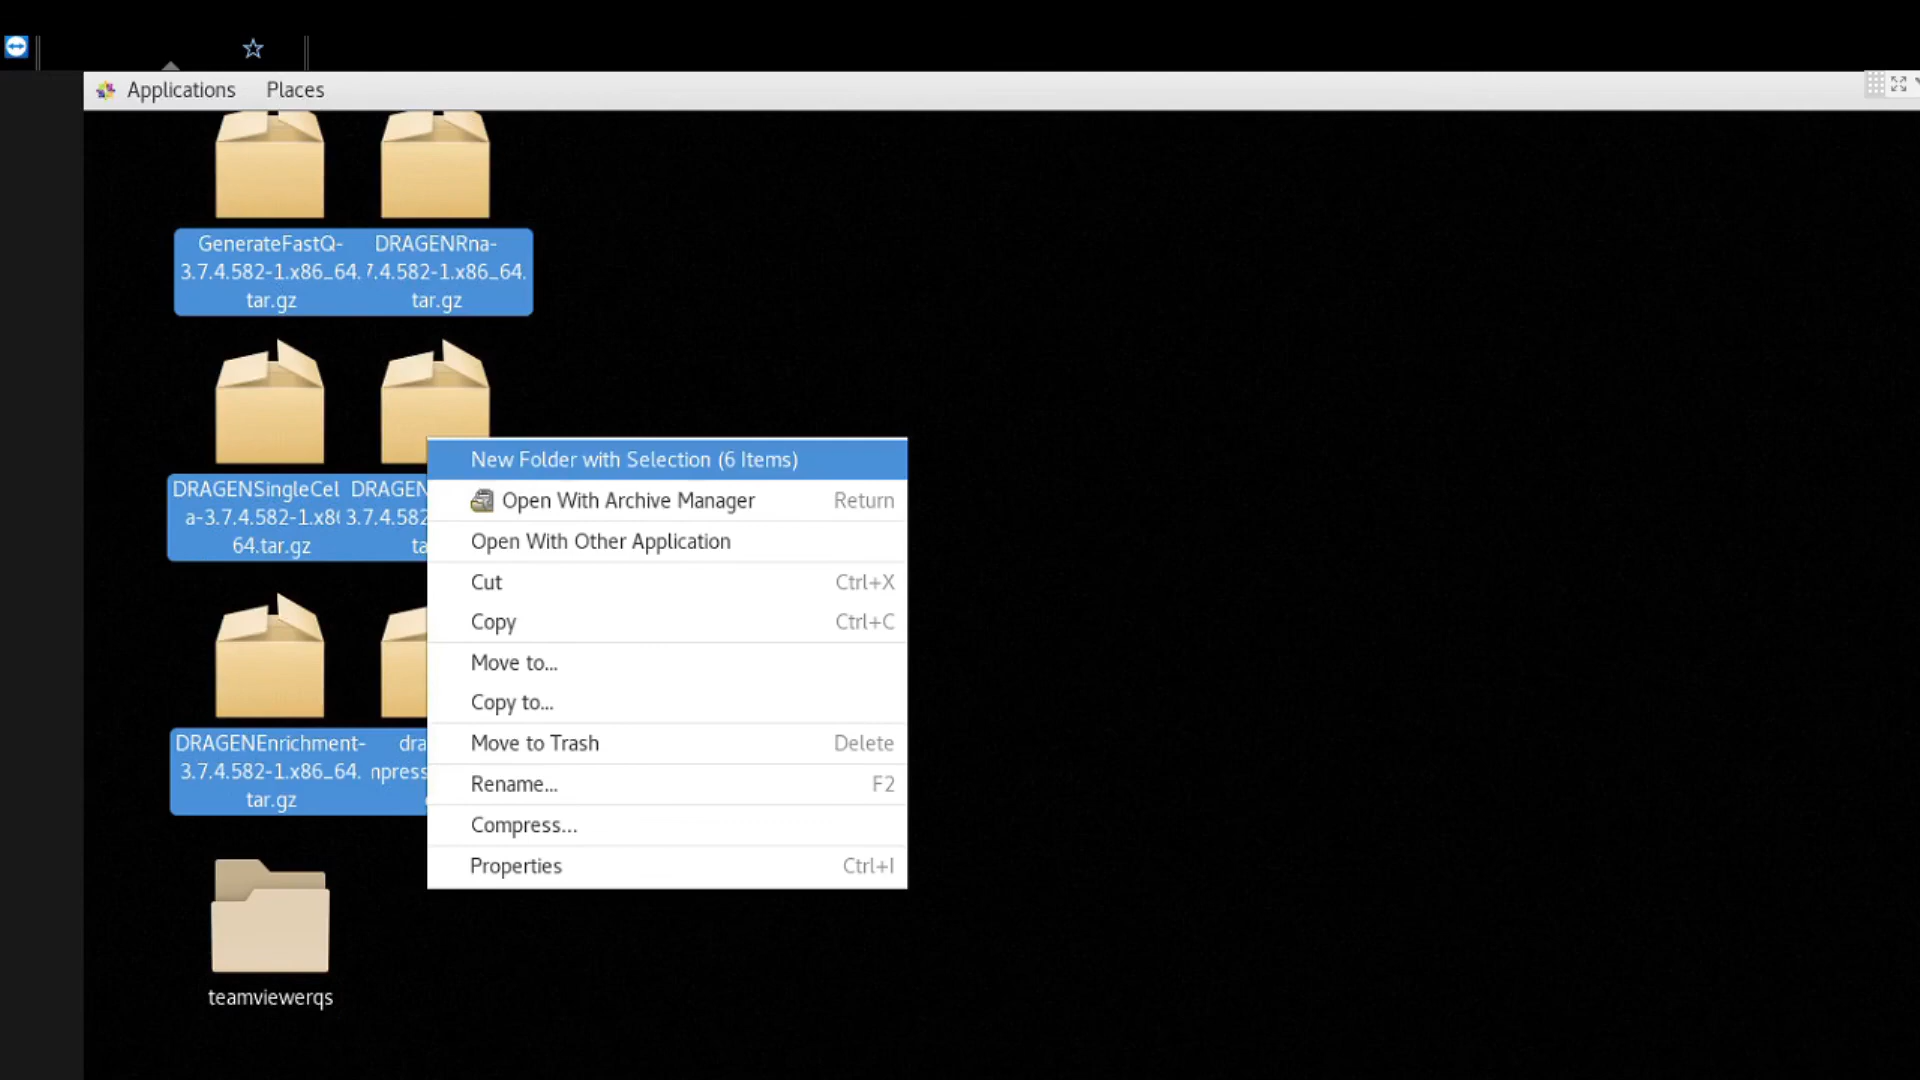 Applications Places
GenerateFastQ- DRAGENRna-
3.7.4.582-1.x86_64. 7.4.582-1.x86_64.
tar.gz tar.gz
New Folder with Selection (6 Items)
DRAGENSingleCel DRAGEN
Open With Archive Manager Return
a-3.7.4.582-1.x8 3.7.4.582
64.tar.gz ta
Open With Other Application
Cut Ctrl+X
Copy Ctrl+C
Move to...
Copy to...
DRAGENEnrichment- dra
Move to Trash Delete
3.7.4.582-1.x86_64. npress
Rename... F2
tar.gz
Compress...
Properties Ctrl+I
teamviewerqs